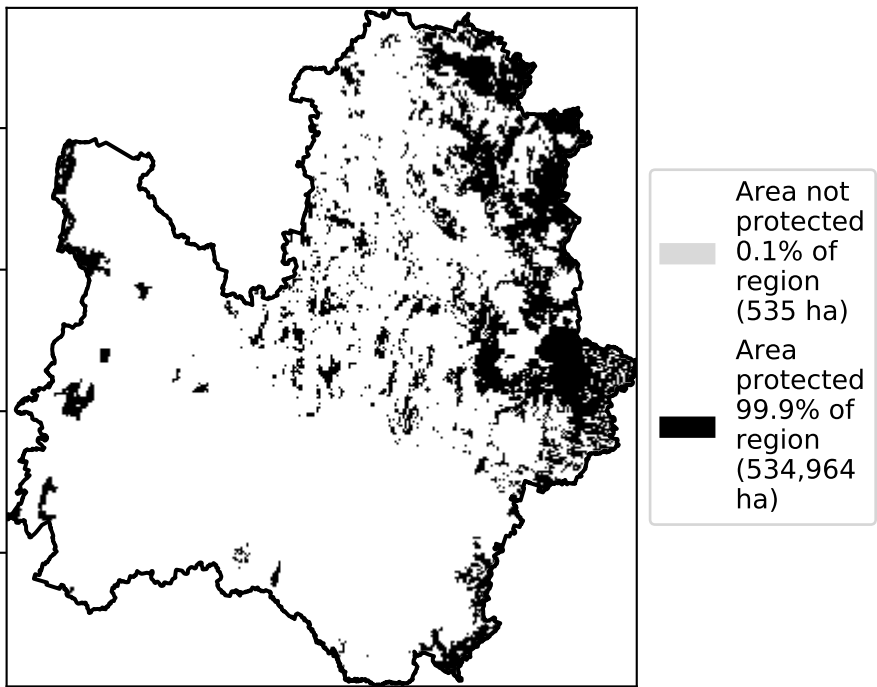 Area not
protected
0.1% of
region
(535 ha)
Area
protected
99.9% of
region
(534,964
ha)